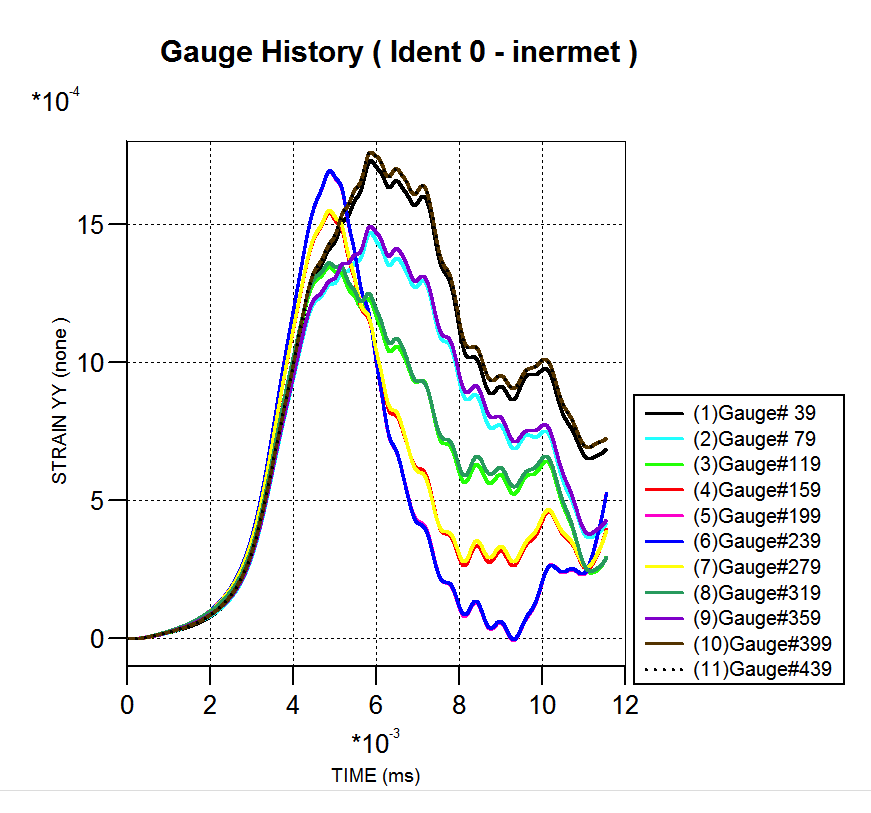 Gauge History ( Ident 0 - inermet )
*10-4
15
10
5
0
STRAIN YY (none )
0 2 4 6 8 10 12
*10-3
TIME (ms)
(1)Gauge# 39
(2)Gauge# 79
(3)Gauge#119
(4)Gauge#159
(5)Gauge#199
(6)Gauge#239
(7)Gauge#279
(8)Gauge#319
(9)Gauge#359
(10)Gauge#399
(11)Gauge#439